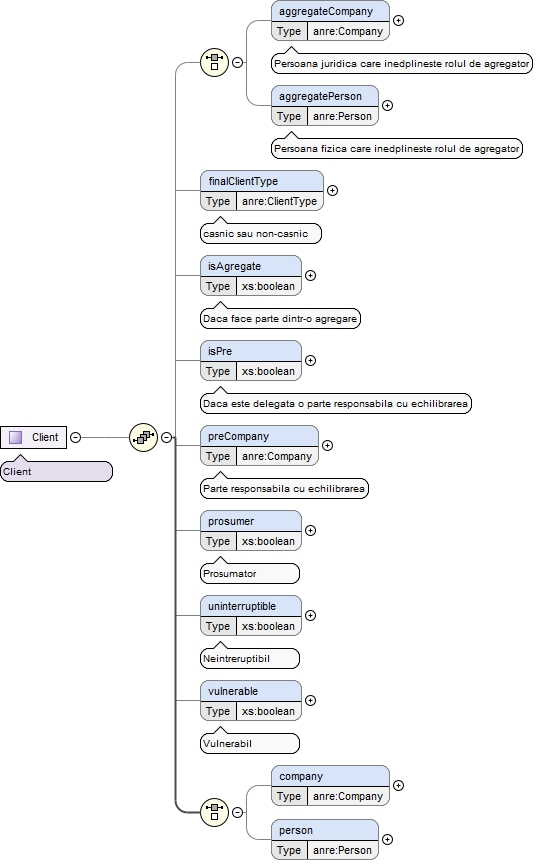 aggregateCompany
Type anre:Company
Persoana juridica care inedplineste rolul de agregator
aggregatePerson
Type anre:Person
Persoana fizica care inedplineste rolul de agregator
finalClientType
Type anre:ClientType
casnic sau non-casnic
isAgregate
Type xs:boolean
Daca face parte dintr-o agregare
isPre
Type xs:boolean
Daca este delegata o parte responsabila cu echilibrarea
Client
Client
preCompany
Type anre:Company
Parte responsabila cu echilibrarea
prosumer
Type xs:boolean
Prosumator
uninterruptible
Type xs:boolean
Neintreruptibil
vulnerable
Type xs:boolean
Vulnerabil
company
Type anre:Company
person
Type anre:Person